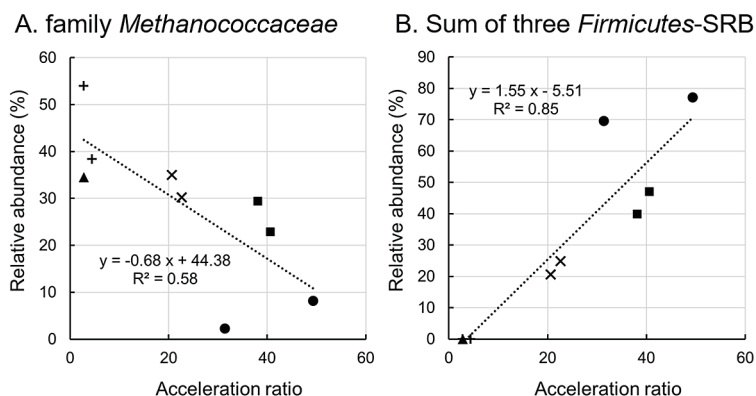 A. family Methanococcaceae
60
50
40
30
20
10
0
Relative abundance (%)
y = -0.68 x + 44.38
R² = 0.58
0 20 40 60
Acceleration ratio
B. Sum of three Firmicutes-SRB
90
80
70
60
50
40
30
20
10
0
Relative abundance (%)
y = 1.55 x - 5.51
R² = 0.85
0 20 40 60
Acceleration ratio